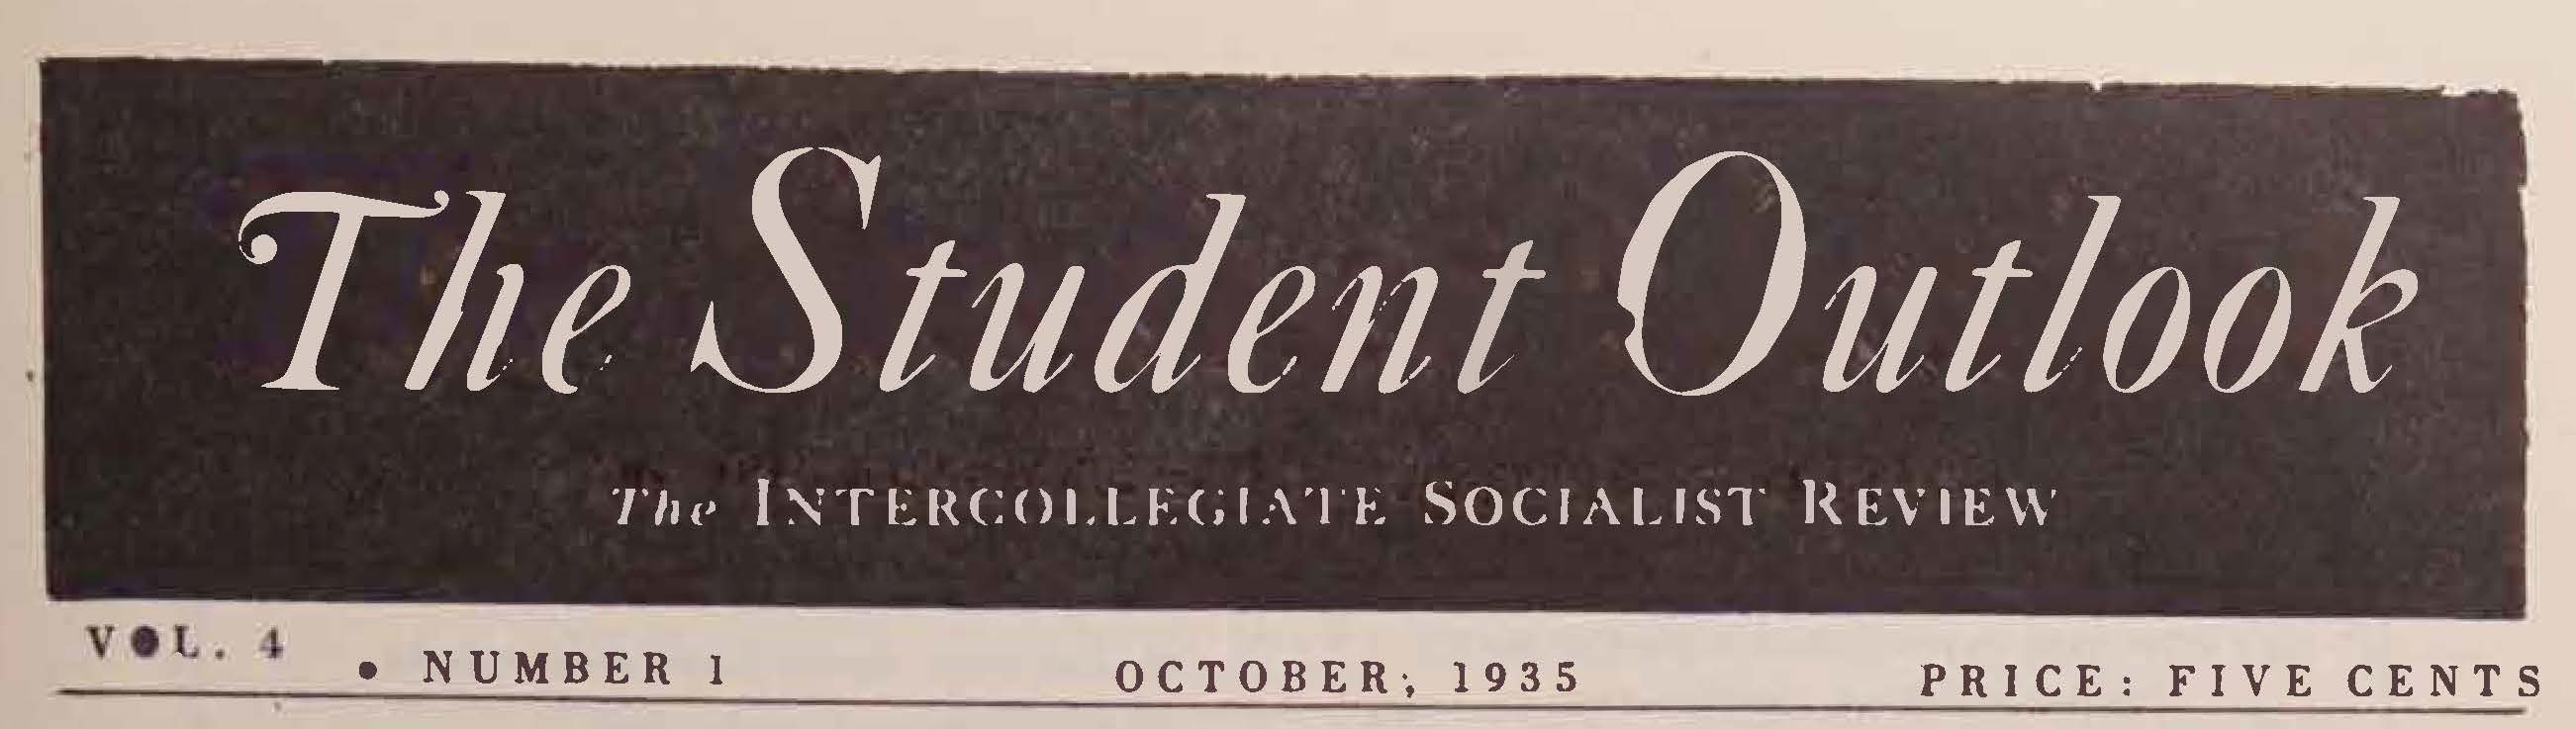 The Student Outlook
The INTERCOLLEGIATE SOCIALIST REVIEW
VOL. 4 • NUMBER 1 OCTOBER, 1935 PRICE: FIVE CENTS